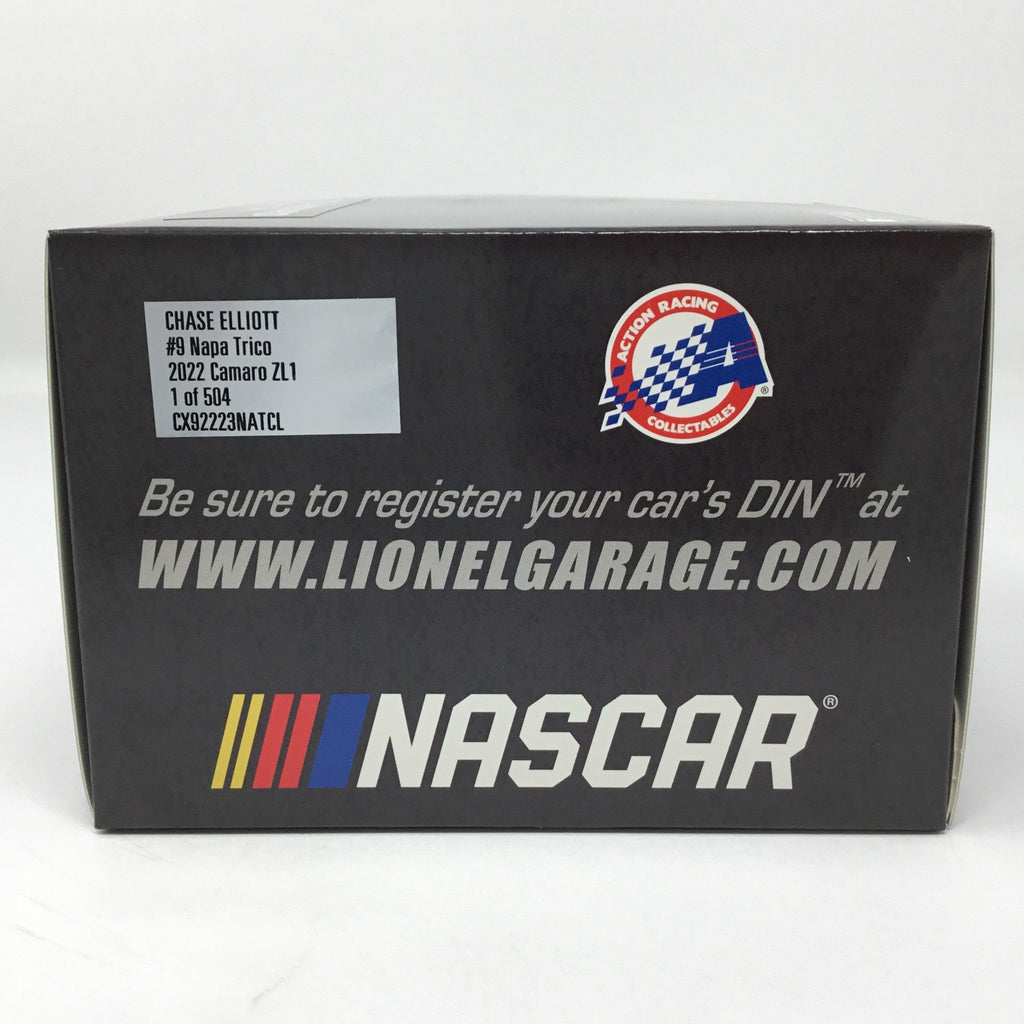 CHASE ELLIOTT
#9 Napa Trico
2022 Camaro ZL1
1 of 504
CX92223NATCL
ACTION RACING
A®
COLLECTABLES
Be sure to register your car's DIN™ at
WWW.LIONELGARAGE.COM
NASCAR®